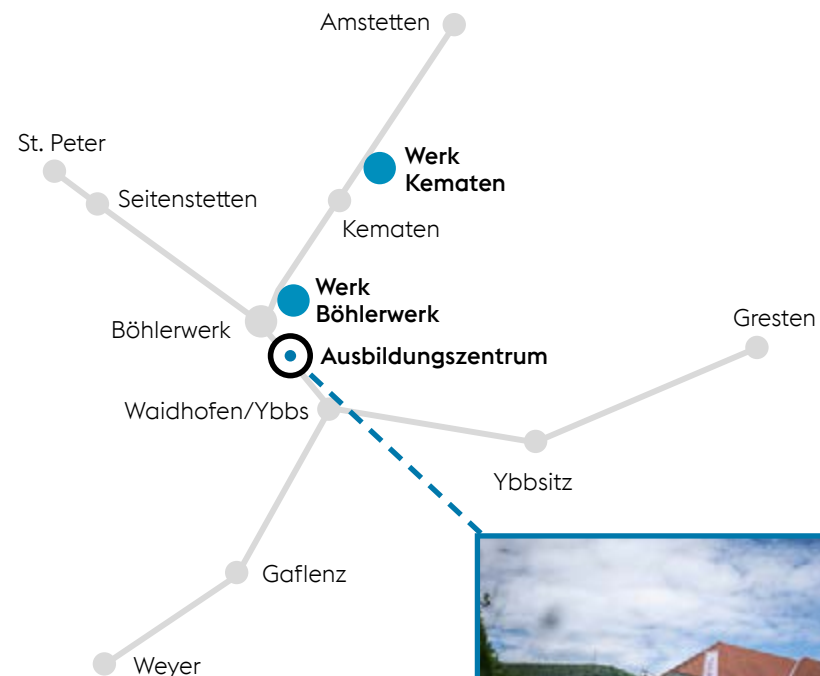 Amstetten
St. Peter
Werk
Kematen
Seitenstetten
Kematen
Werk
Böhlerwerk
Böhlerwerk
Gresten
Ausbildungszentrum
Waidhofen/Ybbs
Ybbsitz
Gaflenz
Weyer